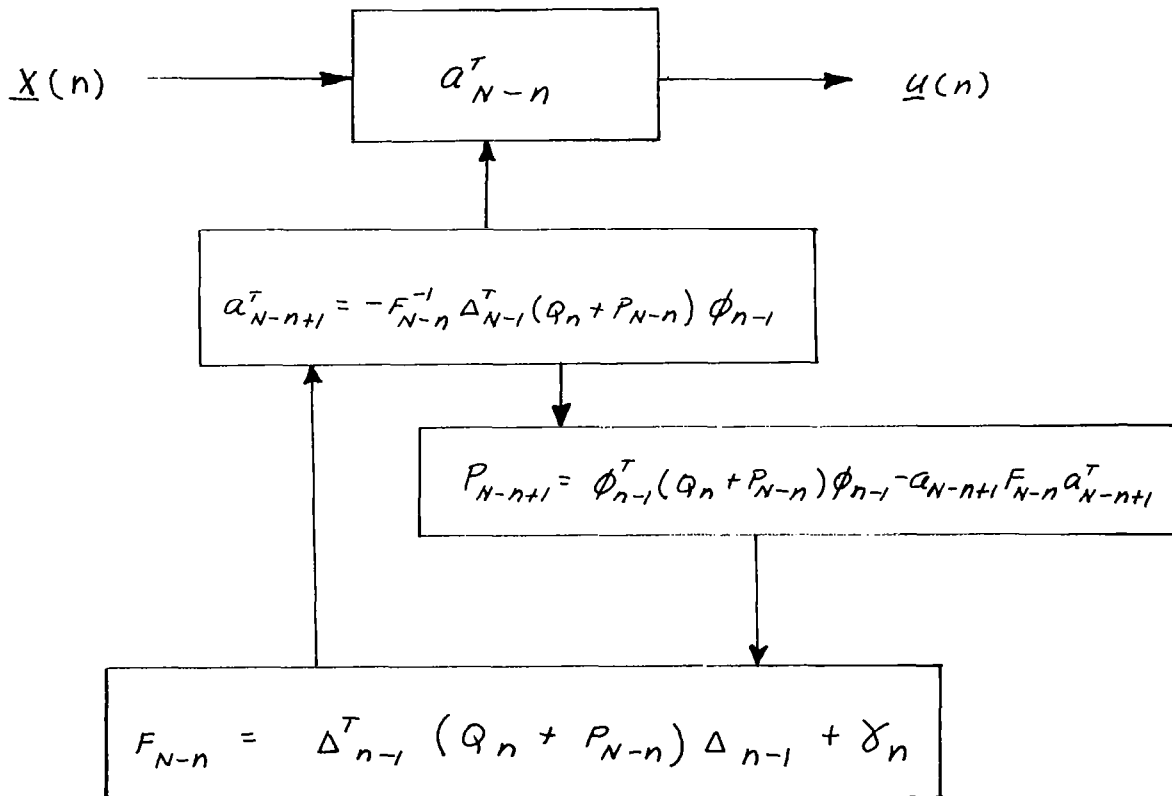 x̲(n)
a^T_{N-n}
u̲(n)
a^T_{N-n+1} = -F^{-1}_{N-n} Δ^T_{N-1} (Q_n + P_{N-n}) ϕ_{n-1}
P_{N-n+1} = ϕ^T_{n-1} (Q_n + P_{N-n}) ϕ_{n-1} - a_{N-n+1} F_{N-n} a^T_{N-n+1}
F_{N-n} = Δ^T_{n-1} (Q_n + P_{N-n}) Δ_{n-1} + γ_n